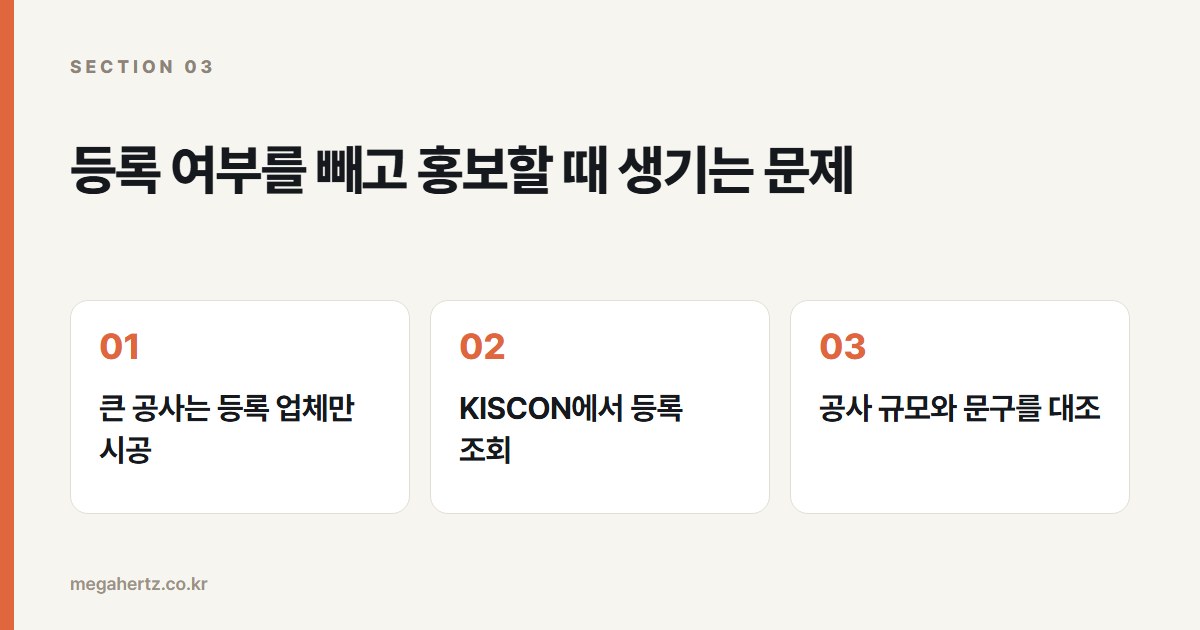 SECTION 03
등록 여부를 빼고 홍보할 때 생기는 문제
01
큰 공사는 등록 업체만
시공
02
KISCON에서 등록
조회
03
공사 규모와 문구를 대조
megahertz.co.kr